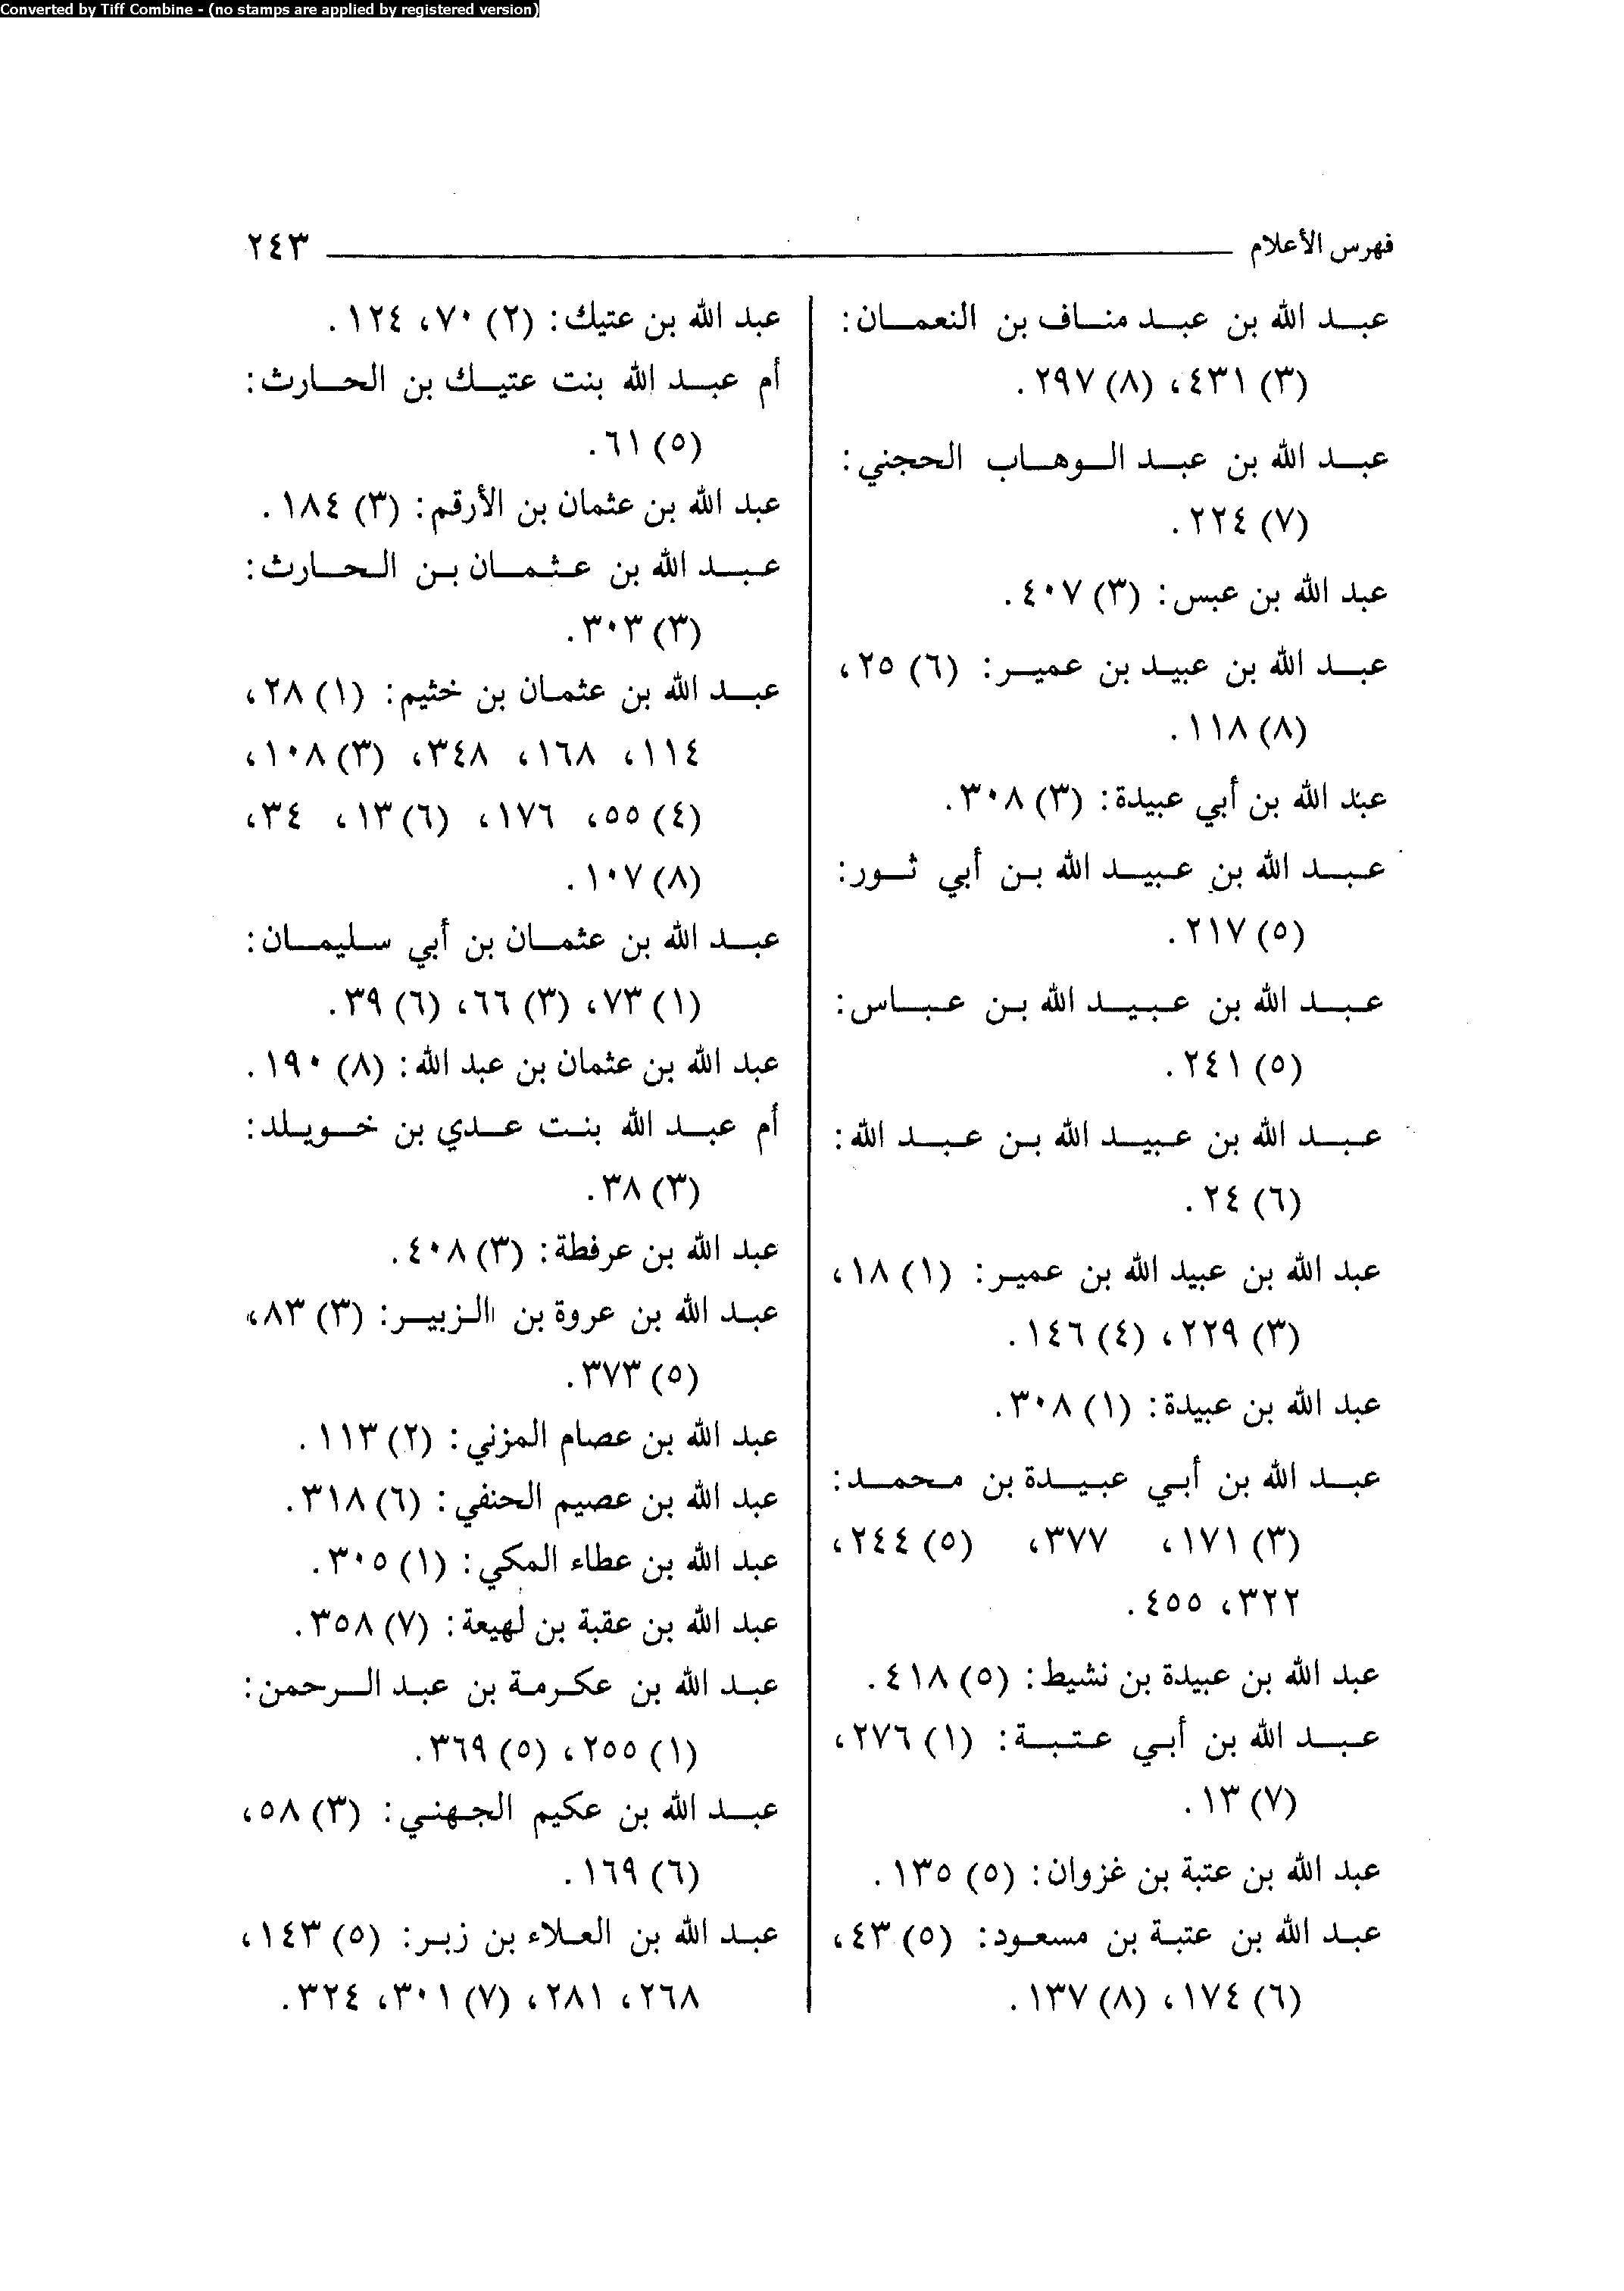 Converted by Tiff Combine - (no stamps are applied by registered version)
فهرس الأعلام ٢٤٣
عبد الله بن عبد مناف بن النعمان:
(٣) ٤٣١، (٨) ٢٩٧.
عبد الله بن عبد الوهاب الحجني:
(٧) ٢٢٤.
عبد الله بن عبس: (٣) ٤٠٧.
عبد الله بن عبيد بن عمير: (٦) ٢٥،
(٨) ١١٨.
عبد الله بن أبي عبيدة: (٣) ٣٠٨.
عبد الله بن عبيد الله بن أبي ثور:
(٥) ٢١٧.
عبد الله بن عبيد الله بن عباس:
(٥) ٢٤١.
عبد الله بن عبيد الله بن عبد الله:
(٦) ٢٤.
عبد الله بن عبيد الله بن عمير: (١) ١٨،
(٣) ٢٢٩، (٤) ١٤٦.
عبد الله بن عبيدة: (١) ٣٠٨.
عبد الله بن أبي عبيدة بن محمد:
(٣) ١٧١، ٣٧٧، (٥) ٢٤٤،
٣٢٢، ٤٥٥.
عبد الله بن عبيدة بن نشيط: (٥) ٤١٨.
عبد الله بن أبي عتبة: (١) ٢٧٦،
(٧) ١٣.
عبد الله بن عتبة بن غزوان: (٥) ١٣٥.
عبد الله بن عتبة بن مسعود: (٥) ٤٣،
(٦) ١٧٤، (٨) ١٣٧.
عبد الله بن عتيك: (٢) ٧٠، ١٢٤.
أم عبد الله بنت عتيك بن الحارث:
(٥) ٦١.
عبد الله بن عثمان بن الأرقم: (٣) ١٨٤.
عبد الله بن عثمان بن الحارث:
(٣) ٣٠٣.
عبد الله بن عثمان بن خثيم: (١) ٢٨،
١١٤، ١٦٨، ٣٤٨، (٣) ١٠٨،
(٤) ٥٥، ١٧٦، (٦) ١٣، ٣٤،
(٨) ١٠٧.
عبد الله بن عثمان بن أبي سليمان:
(١) ٧٣، (٣) ٦٦، (٦) ٣٩.
عبد الله بن عثمان بن عبد الله: (٨) ١٩٠.
أم عبد الله بنت عدي بن خويلد:
(٣) ٣٨.
عبد الله بن عرفطة: (٣) ٤٠٨.
عبد الله بن عروة بن الزبير: (٣) ٨٣،
(٥) ٣٧٣.
عبد الله بن عصام المزني: (٢) ١١٣.
عبد الله بن عصيم الحنفي: (٦) ٣١٨.
عبد الله بن عطاء المكي: (١) ٣٠٥.
عبد الله بن عقبة بن لهيعة: (٧) ٣٥٨.
عبد الله بن عكرمة بن عبد الرحمن:
(١) ٢٥٥، (٥) ٣٦٩.
عبد الله بن عكيم الجهني: (٣) ٥٨،
(٦) ١٦٩.
عبد الله بن العلاء بن زبر: (٥) ١٤٣،
٢٦٨، ٢٨١، (٧) ٣٠١، ٣٢٤.